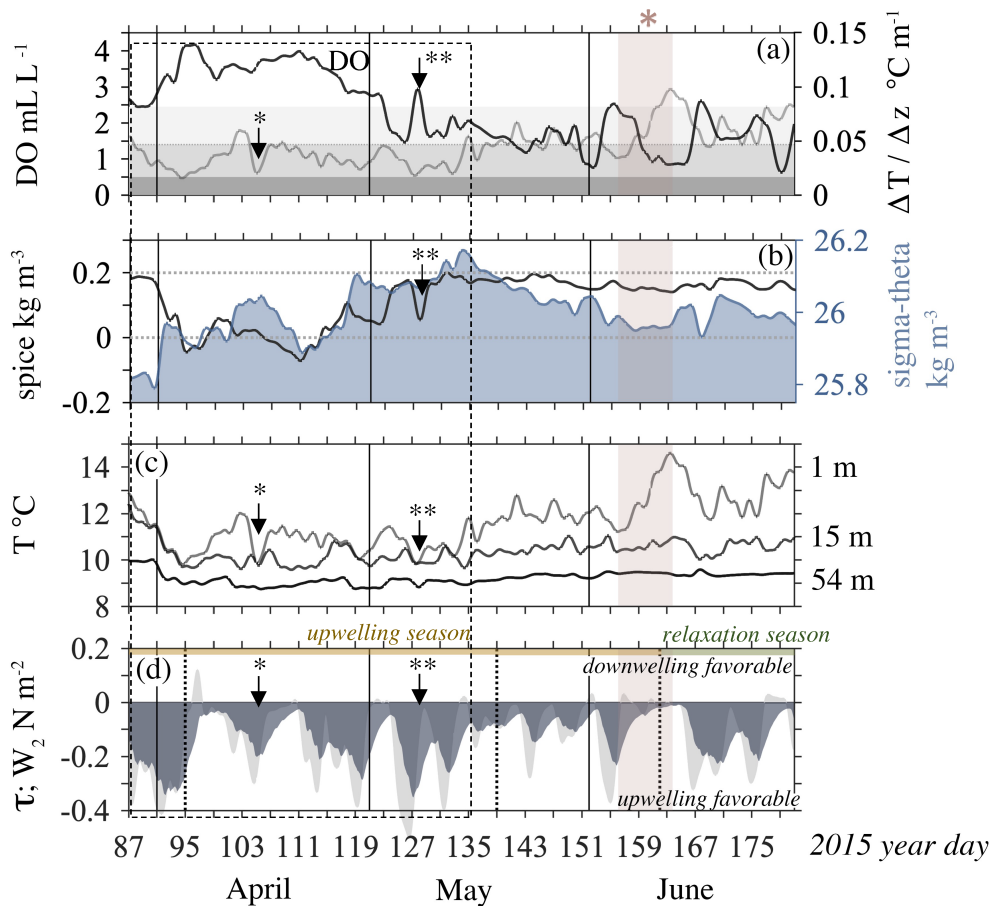 *
(a)
DO mL L-1
4
3
2
1
0
DO
**
*
0.15
0.1
0.05
0
ΔT / Δz °C m-1
(b)
spice kg m-3
0.2
0
-0.2
**
26.2
26
25.8
sigma-theta
kg m-3
(c)
T °C
14
12
10
8
*
**
1 m
15 m
54 m
upwelling season
relaxation season
(d)
τ; W2 N m-2
0.2
0
-0.2
-0.4
*
**
downwelling favorable
upwelling favorable
87 95 103 111 119 127 135 143 151 159 167 175
2015 year day
April May June